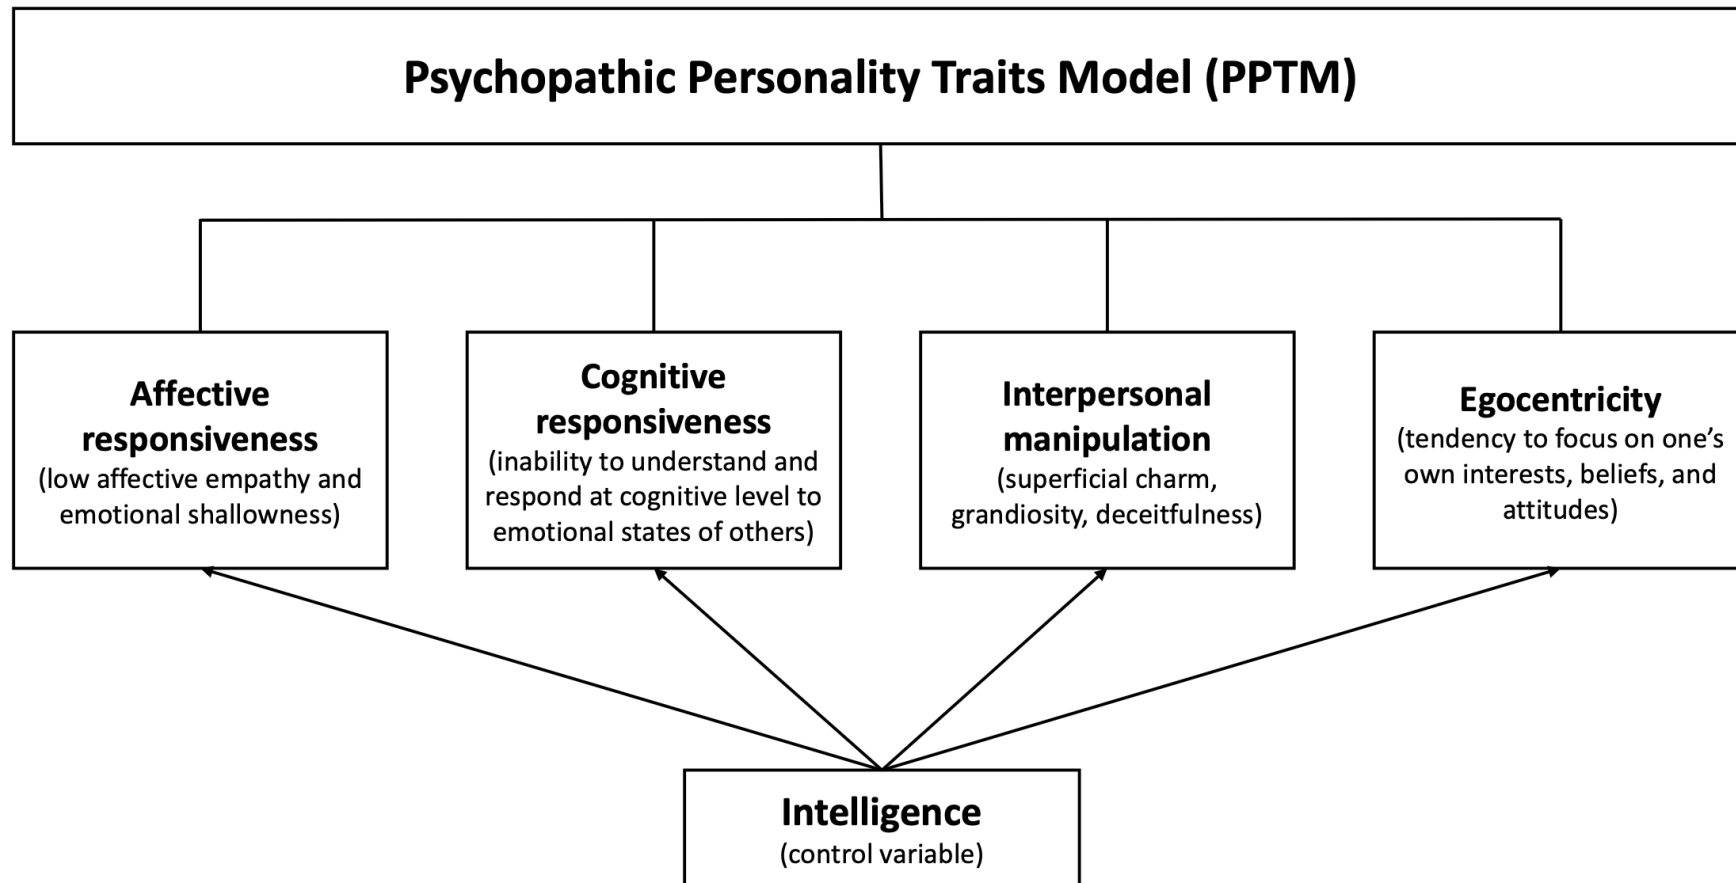 Psychopathic Personality Traits Model (PPTM)
Affective
responsiveness
(low affective empathy and
emotional shallowness)
Cognitive
responsiveness
(inability to understand and
respond at cognitive level to
emotional states of others)
Interpersonal
manipulation
(superficial charm,
grandiosity, deceitfulness)
Egocentricity
(tendency to focus on one’s
own interests, beliefs, and
attitudes)
Intelligence
(control variable)